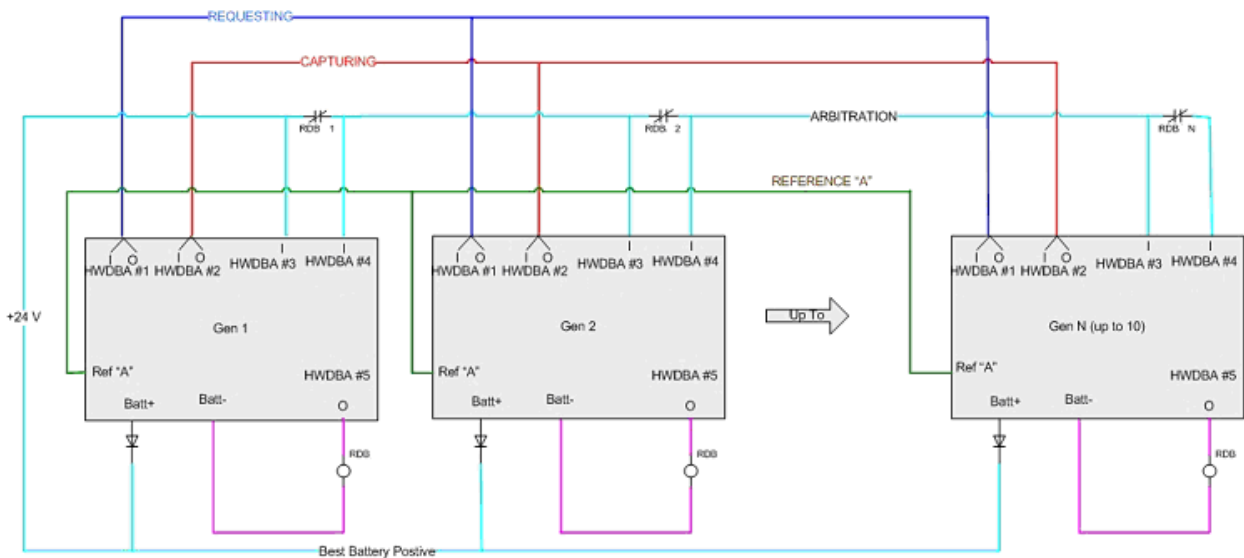 REQUESTING
CAPTURING
ARBITRATION
RDB 1
RDB 2
RDB N
REFERENCE “A”
HWDBA #1 HWDBA #2 HWDBA #3 HWDBA #4
I O I O I I
HWDBA #1 HWDBA #2 HWDBA #3 HWDBA #4
I O I O I I
HWDBA #1 HWDBA #2 HWDBA #3 HWDBA #4
I O I O I I
+24 V
Gen 1
Gen 2
Up To
Gen N (up to 10)
Ref “A”
HWDBA #5
Batt+
Batt-
O
RDB
Ref “A”
HWDBA #5
Batt+
Batt-
O
RDB
Ref “A”
HWDBA #5
Batt+
Batt-
O
RDB
Best Battery Postive